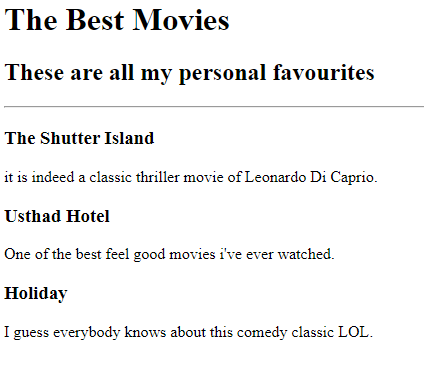 The Best Movies
These are all my personal favourites
The Shutter Island
it is indeed a classic thriller movie of Leonardo Di Caprio.
Usthad Hotel
One of the best feel good movies i've ever watched.
Holiday
I guess everybody knows about this comedy classic LOL.